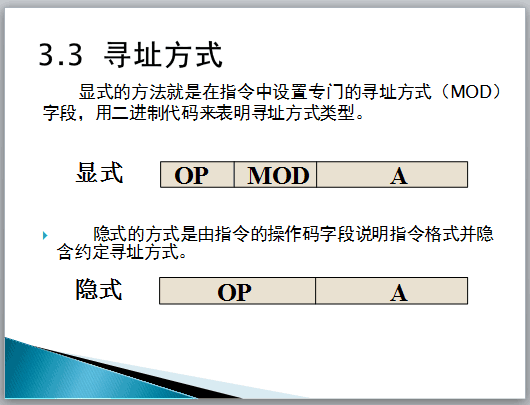 3.3 寻址方式
显式的方法就是在指令中设置专门的寻址方式（MOD）
字段，用二进制代码来表明寻址方式类型。
显式 OP MOD A
隐式的方式是由指令的操作码字段说明指令格式并隐
含约定寻址方式。
隐式 OP A